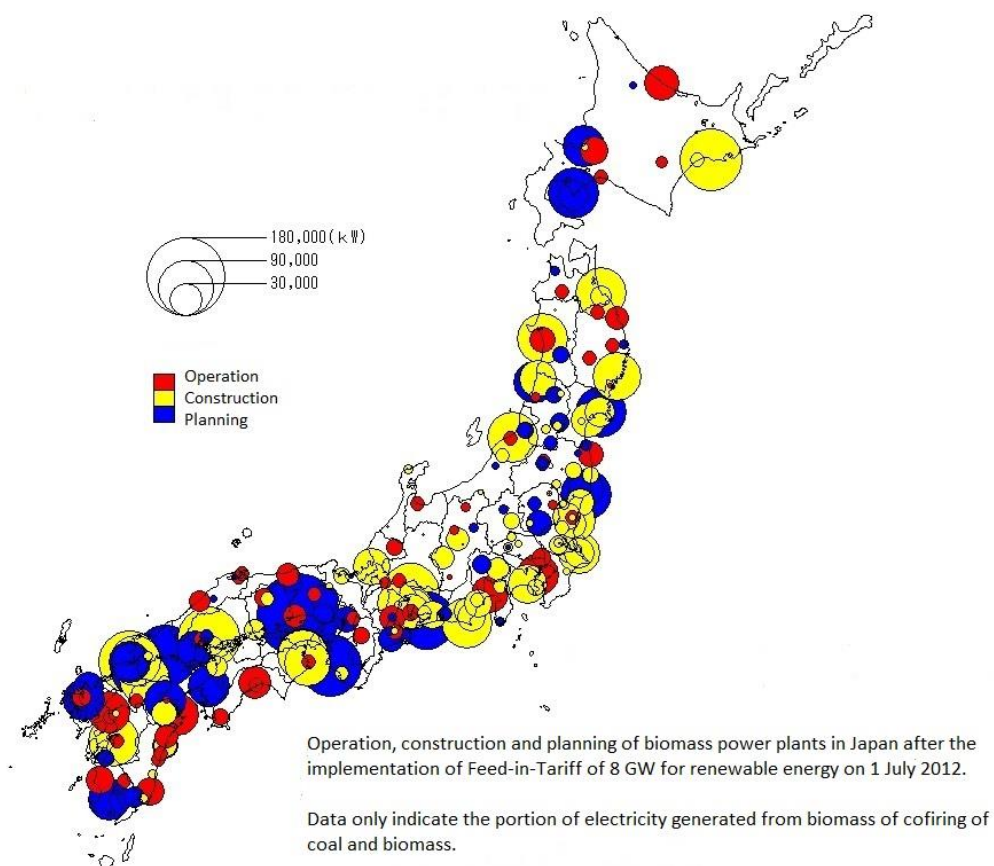 180,000(kW)
90,000
30,000
Operation
Construction
Planning
Operation, construction and planning of biomass power plants in Japan after the
implementation of Feed-in-Tariff of 8 GW for renewable energy on 1 July 2012.
Data only indicate the portion of electricity generated from biomass of cofiring of
coal and biomass.